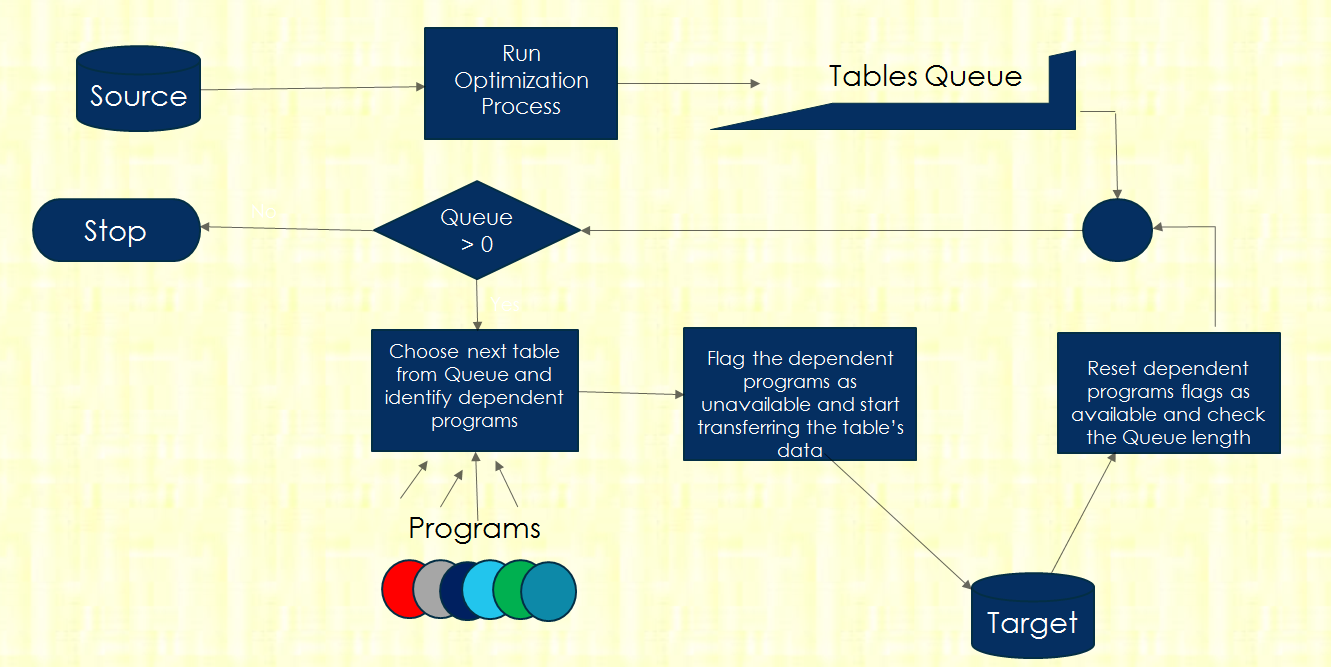 Source
Run
Optimization
Process
Tables Queue
Stop
No
Queue
> 0
Choose next table
from Queue and
identify dependent
programs
Flag the dependent
programs as
unavailable and start
transferring the table’s
data
Reset dependent
programs flags as
available and check
the Queue length
Programs
Target